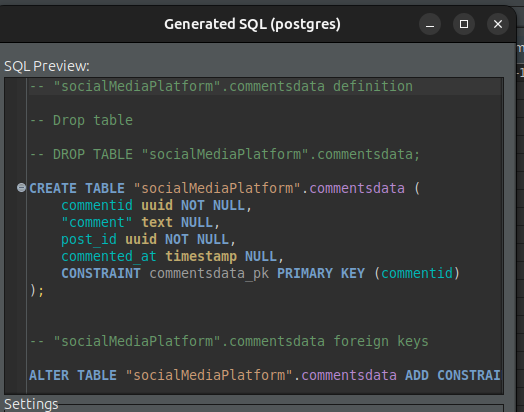 Generated SQL (postgres)
SQL Preview:
-- "socialMediaPlatform".commentsdata definition
-- Drop table
-- DROP TABLE "socialMediaPlatform".commentsdata;
CREATE TABLE "socialMediaPlatform".commentsdata (
commentid uuid NOT NULL,
"comment" text NULL,
post_id uuid NOT NULL,
commented_at timestamp NULL,
CONSTRAINT commentsdata_pk PRIMARY KEY (commentid)
);
-- "socialMediaPlatform".commentsdata foreign keys
ALTER TABLE "socialMediaPlatform".commentsdata ADD CONSTRAI
Settings